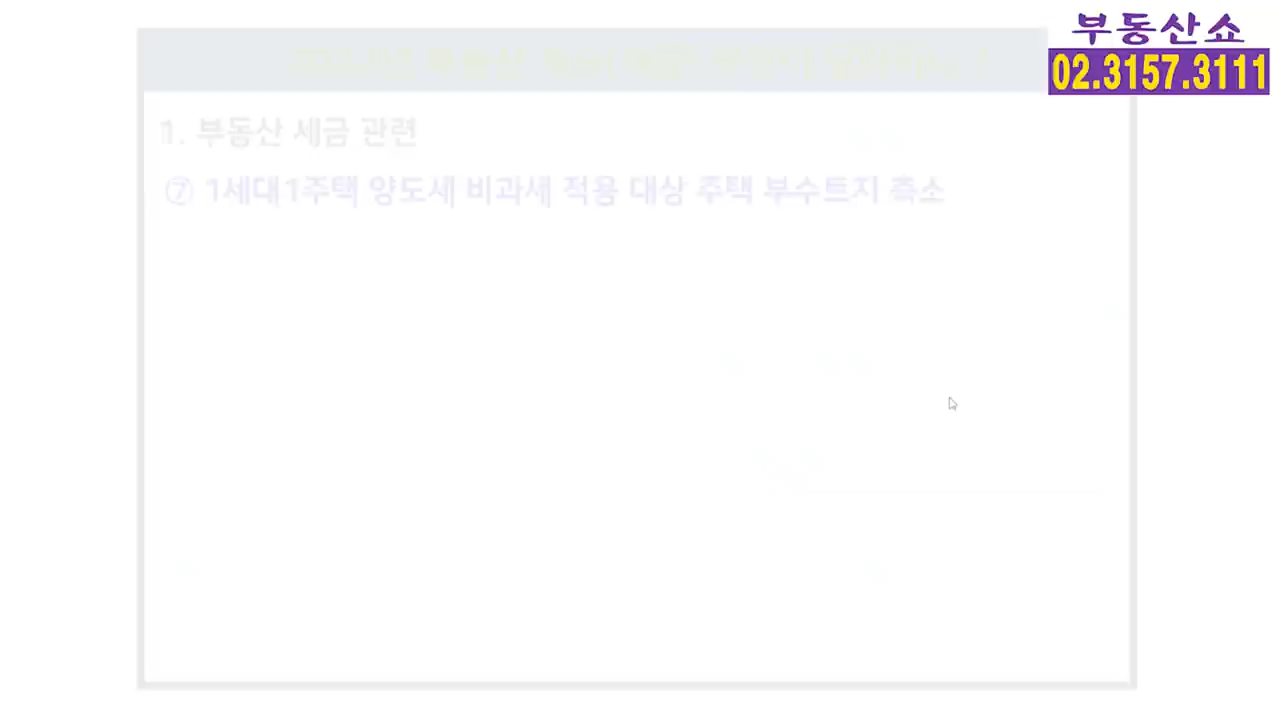 부동산쇼
02.3157.3111
1. 부동산 세금 관련
⑦ 1세대1주택 양도세 비과세 적용 대상 주택 부수트지 측소